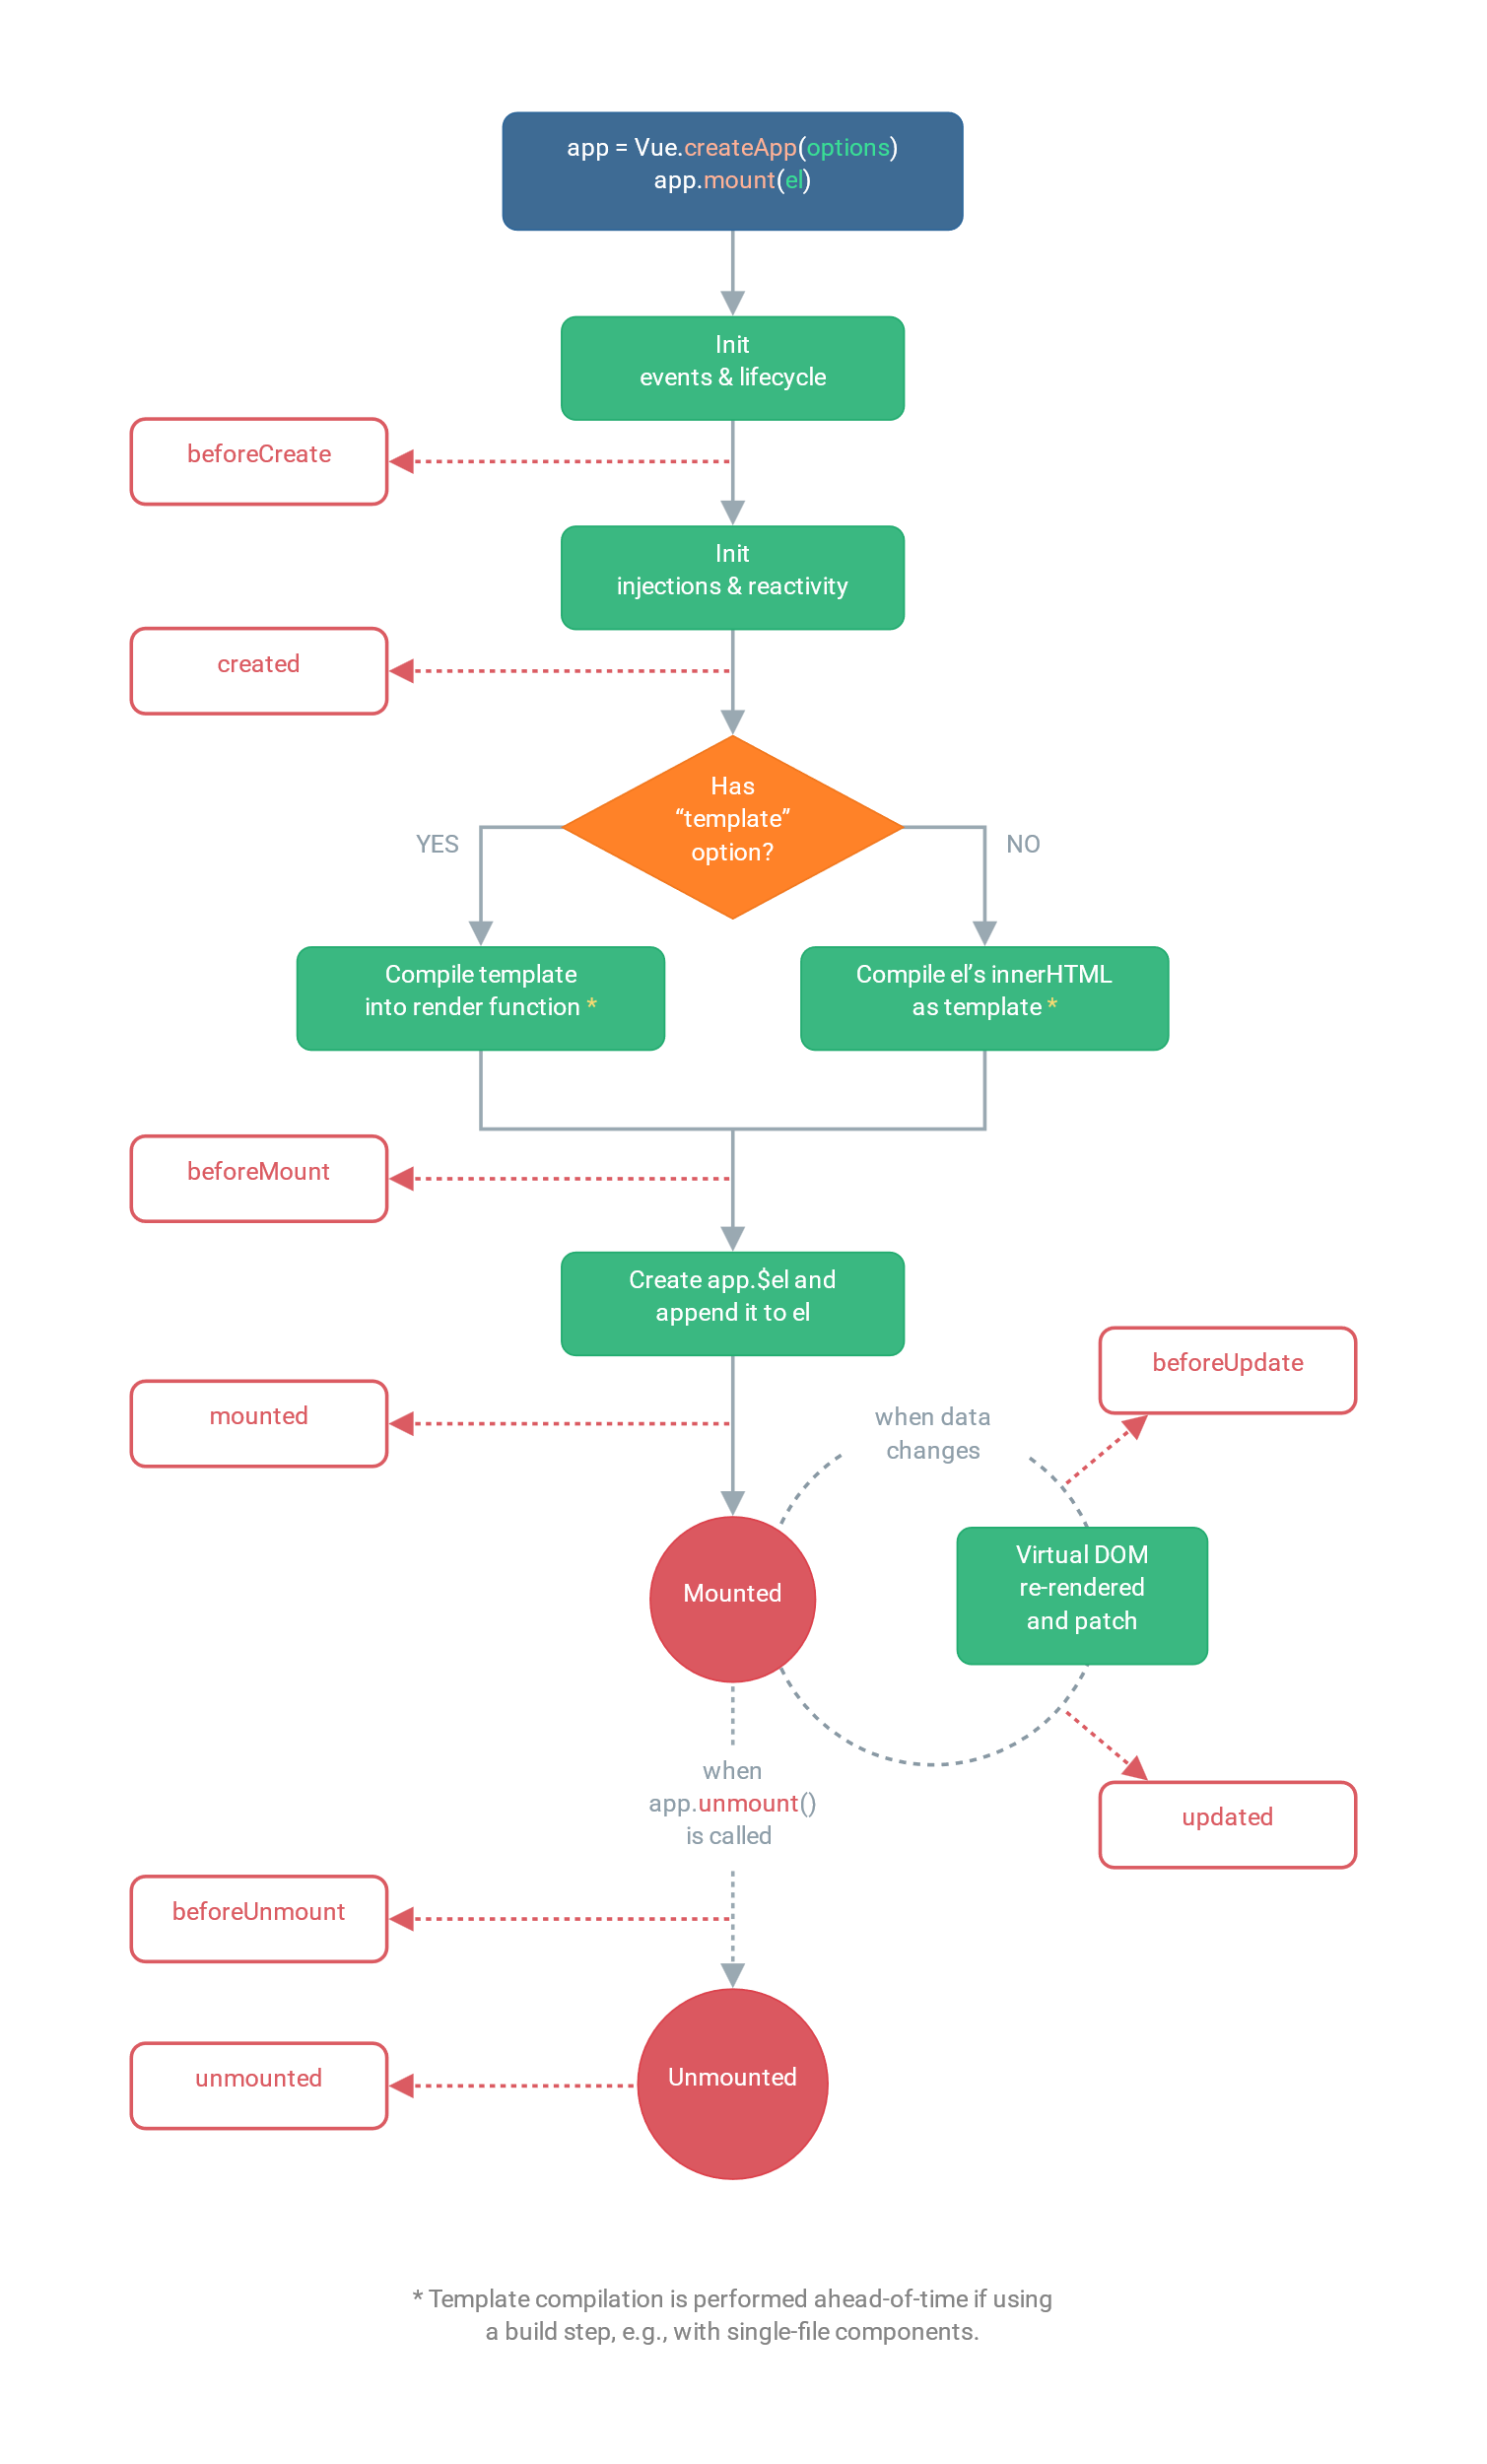 app = Vue.createApp(options)
app.mount(el)
Init
events & lifecycle
beforeCreate
Init
injections & reactivity
created
Has
“template”
option?
YES
NO
Compile template
into render function *
Compile el’s innerHTML
as template *
beforeMount
Create app.$el and
append it to el
beforeUpdate
mounted
when data
changes
Virtual DOM
re-rendered
and patch
Mounted
when
app.unmount()
is called
updated
beforeUnmount
Unmounted
unmounted
* Template compilation is performed ahead-of-time if using
a build step, e.g., with single-file components.